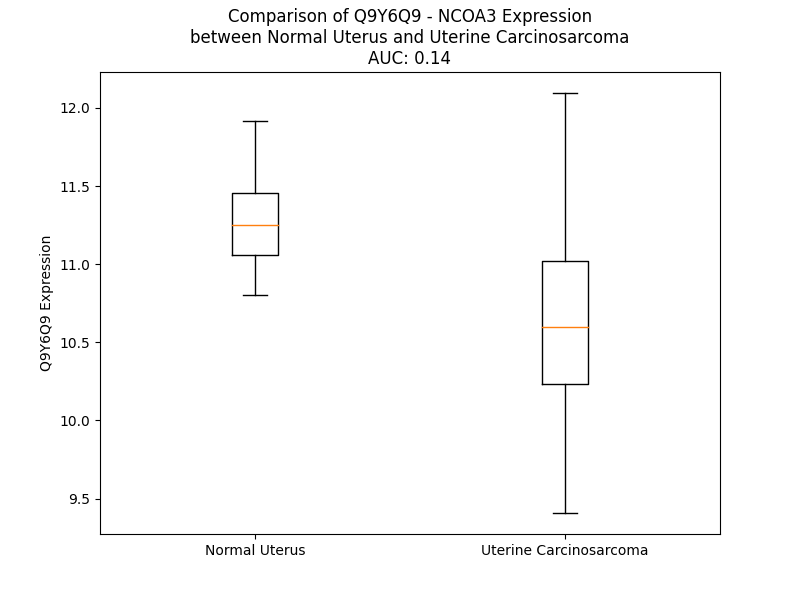 Comparison of Q9Y6Q9 - NCOA3 Expression
between Normal Uterus and Uterine Carcinosarcoma
AUC: 0.14
12.0
11.5
11.0
10.5
10.0
9.5
Q9Y6Q9 Expression
Normal Uterus
Uterine Carcinosarcoma